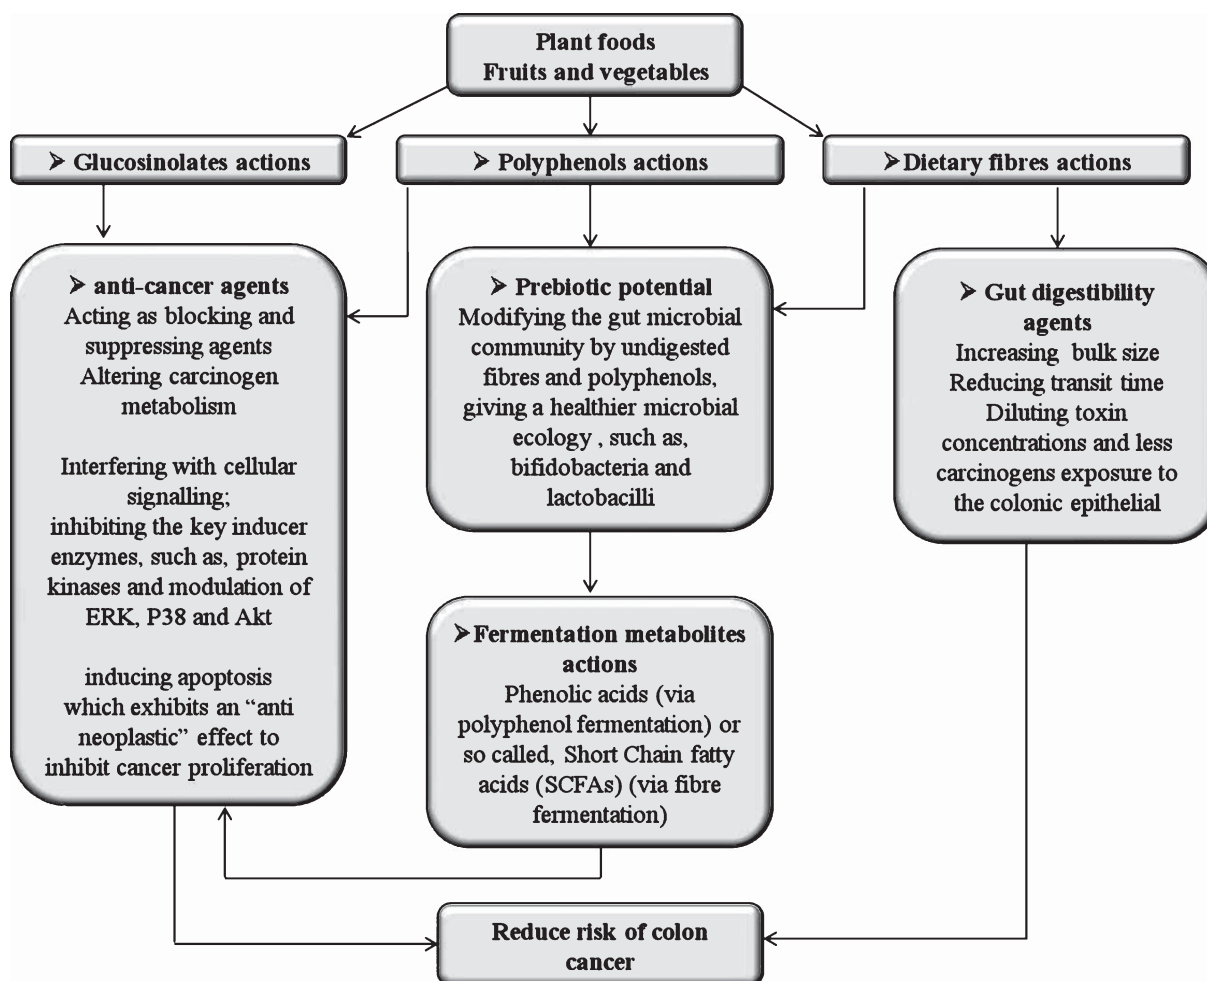 Plant foods
Fruits and vegetables
➢ Glucosinolates actions
➢ Polyphenols actions
➢Dietary fibres actions
➢ anti-cancer agents
Acting as blocking and
suppressing agents
Altering carcinogen
metabolism
Interfering with cellular
signalling;
inhibiting the key inducer
enzymes, such as, protein
kinases and modulation of
ERK, P38 and Akt
inducing apoptosis
which exhibits an “anti
neoplastic” effect to
inhibit cancer proliferation
➢ Prebiotic potential
Modifying the gut microbial
community by undigested
fibres and polyphenols,
giving a healthier microbial
ecology , such as,
bifidobacteria and
lactobacilli
➢ Gut digestibility
agents
Increasing bulk size
Reducing transit time
Diluting toxin
concentrations and less
carcinogens exposure to
the colonic epithelial
➢Fermentation metabolites
actions
Phenolic acids (via
polyphenol fermentation) or
so called, Short Chain fatty
acids (SCFAs) (via fibre
fermentation)
Reduce risk of colon
cancer